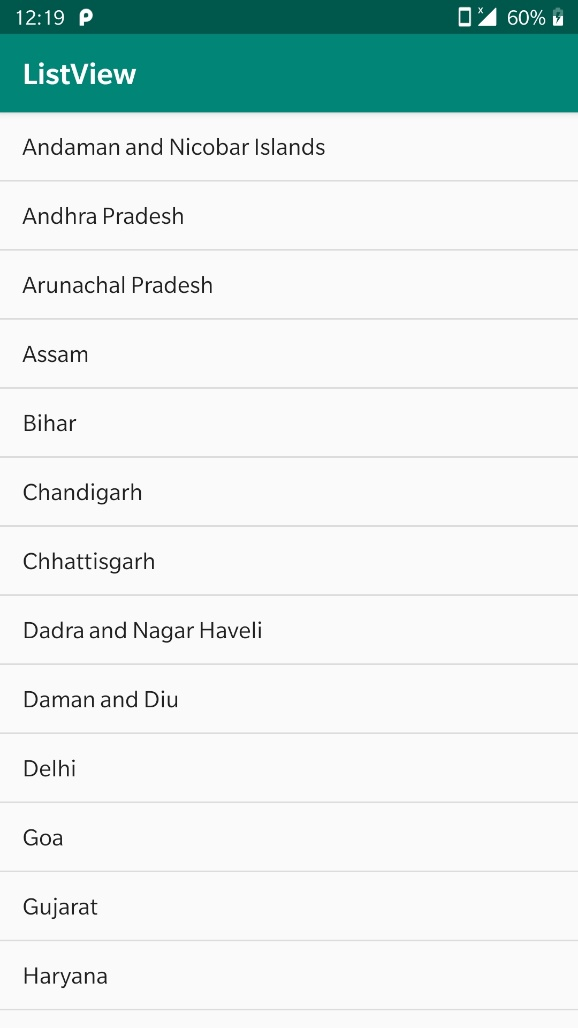 12:19 60%
ListView
Andaman and Nicobar Islands
Andhra Pradesh
Arunachal Pradesh
Assam
Bihar
Chandigarh
Chhattisgarh
Dadra and Nagar Haveli
Daman and Diu
Delhi
Goa
Gujarat
Haryana